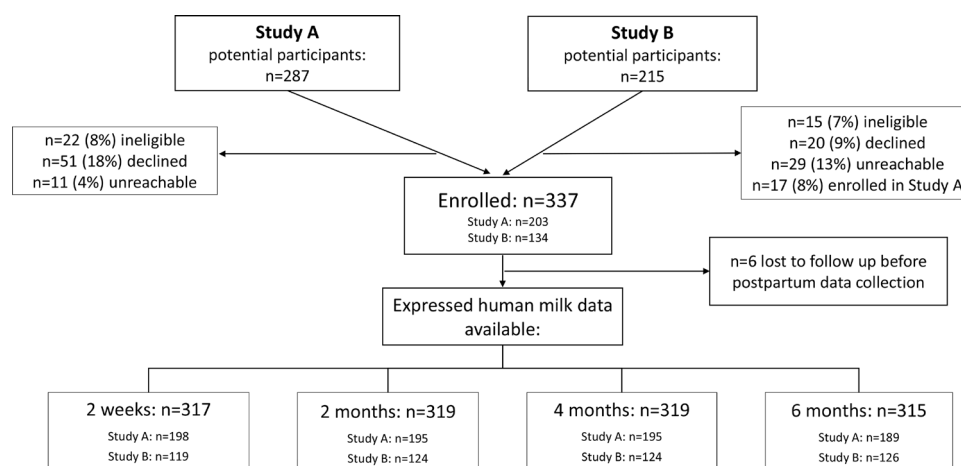 Study A
potential participants:
n=287
Study B
potential participants:
n=215
n=22 (8%) ineligible
n=51 (18%) declined
n=11 (4%) unreachable
n=15 (7%) ineligible
n=20 (9%) declined
n=29 (13%) unreachable
n=17 (8%) enrolled in Study A
Enrolled: n=337
Study A: n=203
Study B: n=134
n=6 lost to follow up before
postpartum data collection
Expressed human milk data
available:
2 weeks: n=317
Study A: n=198
Study B: n=119
2 months: n=319
Study A: n=195
Study B: n=124
4 months: n=319
Study A: n=195
Study B: n=124
6 months: n=315
Study A: n=189
Study B: n=126